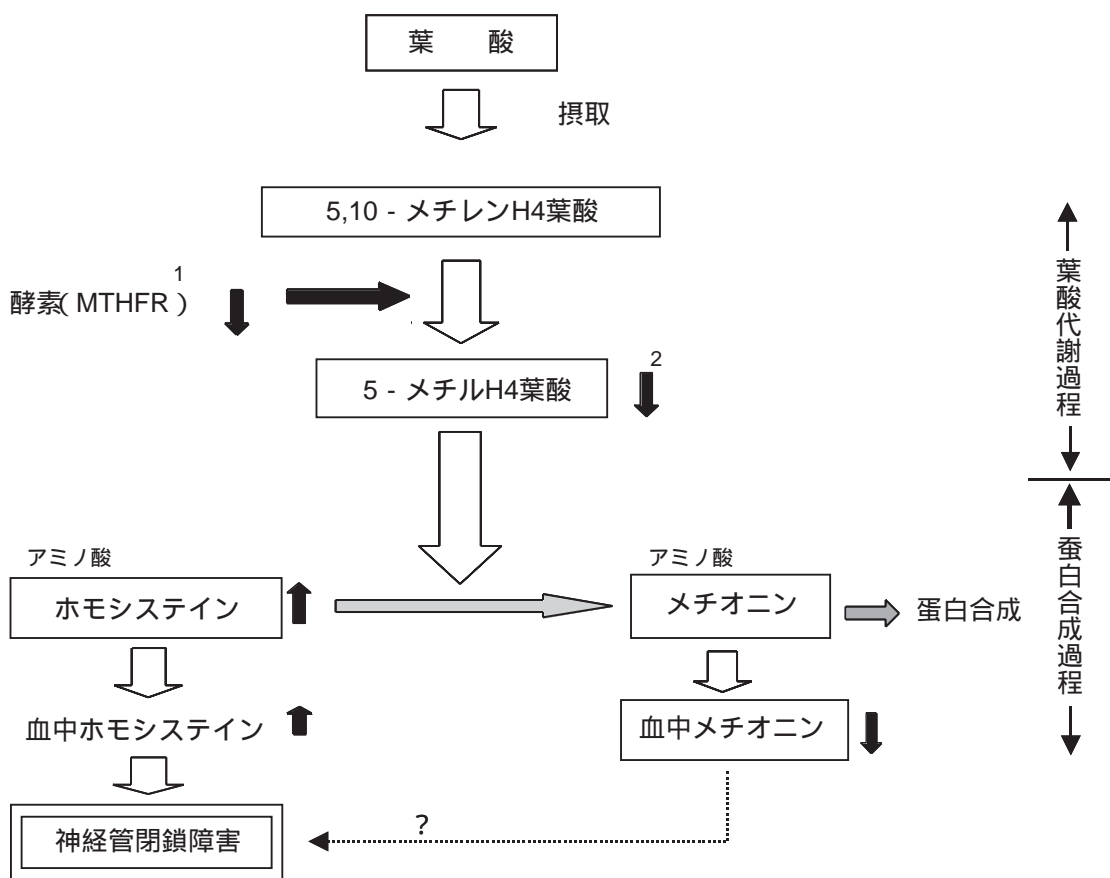 葉 酸
摂取
5,10 - メチレンH4葉酸
酵素( MTHFR ) 1
5 - メチルH4葉酸
2
葉酸代謝過程
アミノ酸
ホモシステイン
アミノ酸
メチオニン
蛋白合成
蛋白合成過程
血中ホモシステイン
血中メチオニン
神経管閉鎖障害
?